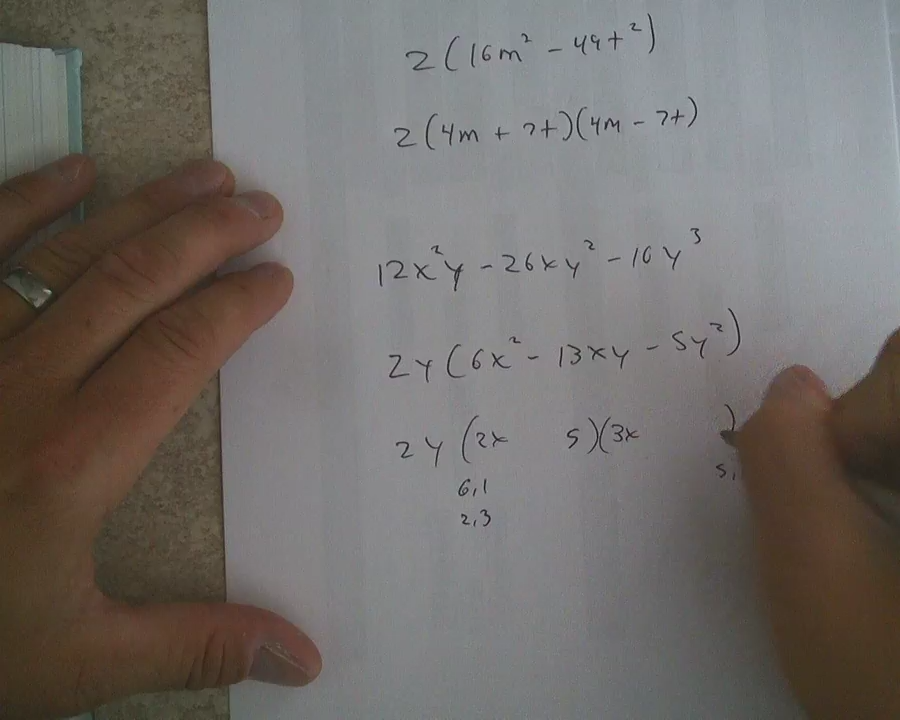 2(16m² - 49t²)
2(4m + 7t)(4m - 7t)
12x²y - 26xy² - 10y³
2y(6x² - 13xy - 5y²)
2y(2x 5)(3x )
6,1 5,
2,3